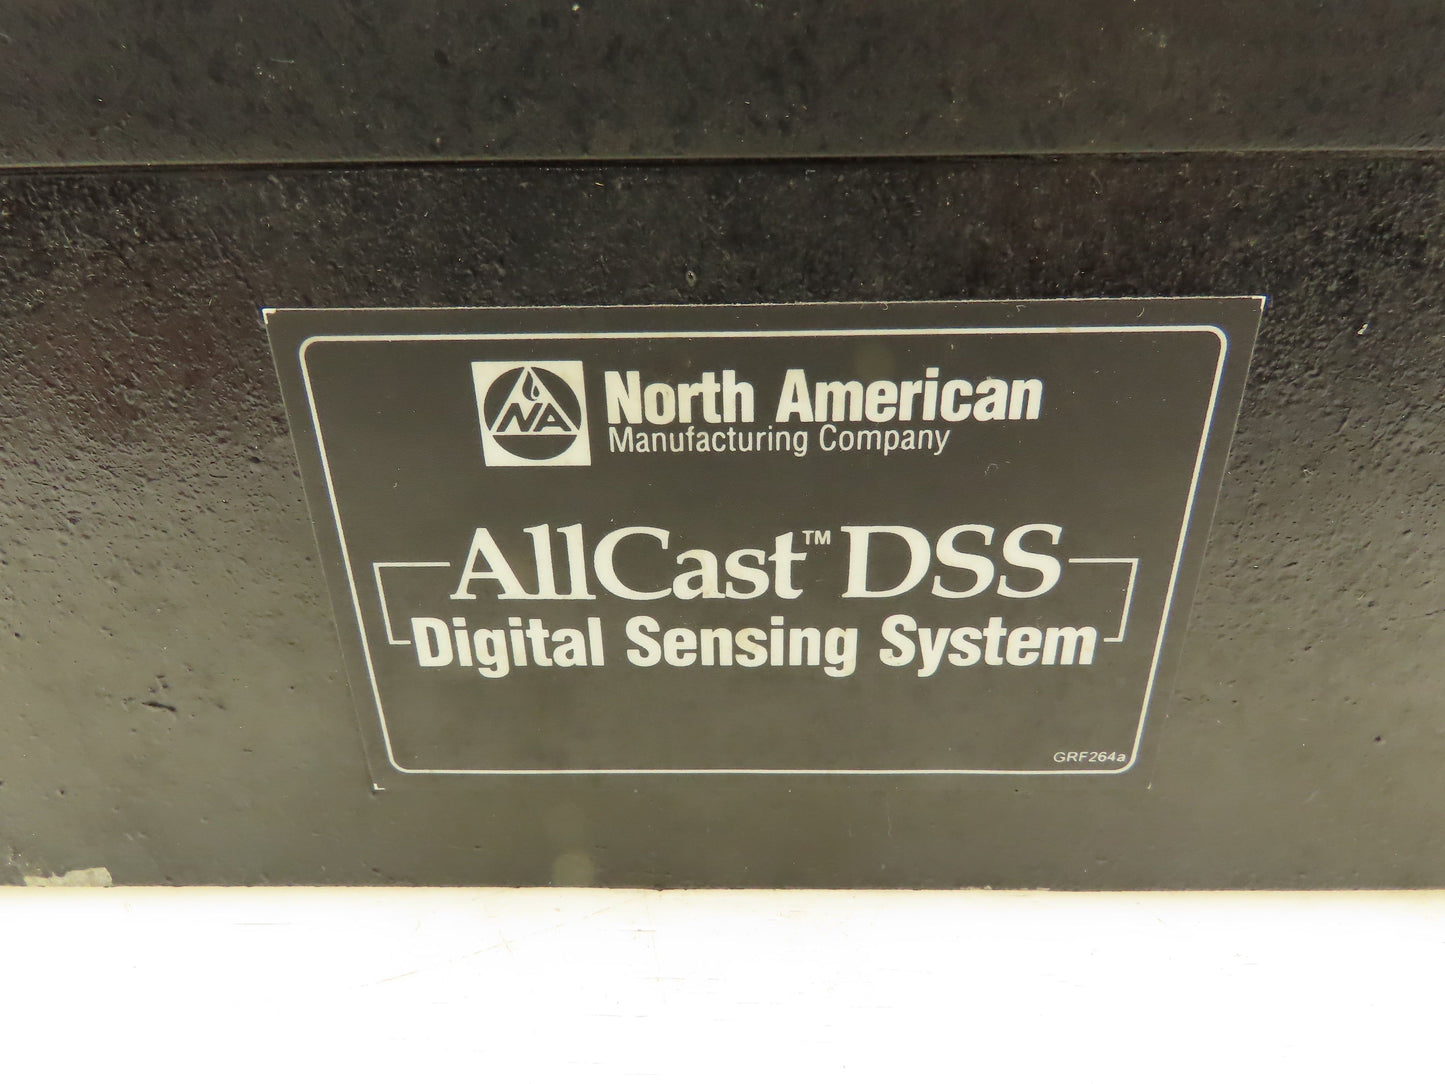 NA
North American
Manufacturing Company
AllCast™ DSS
Digital Sensing System
GRF264a